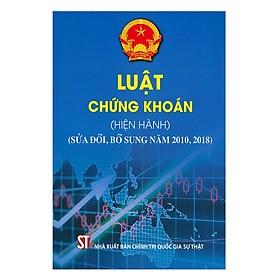 LUẬT
CHỨNG KHOÁN
(HIỆN HÀNH)
(SỬA ĐỔI, BỔ SUNG NĂM 2010, 2018)
ST NHÀ XUẤT BẢN CHÍNH TRỊ QUỐC GIA SỰ THẬT